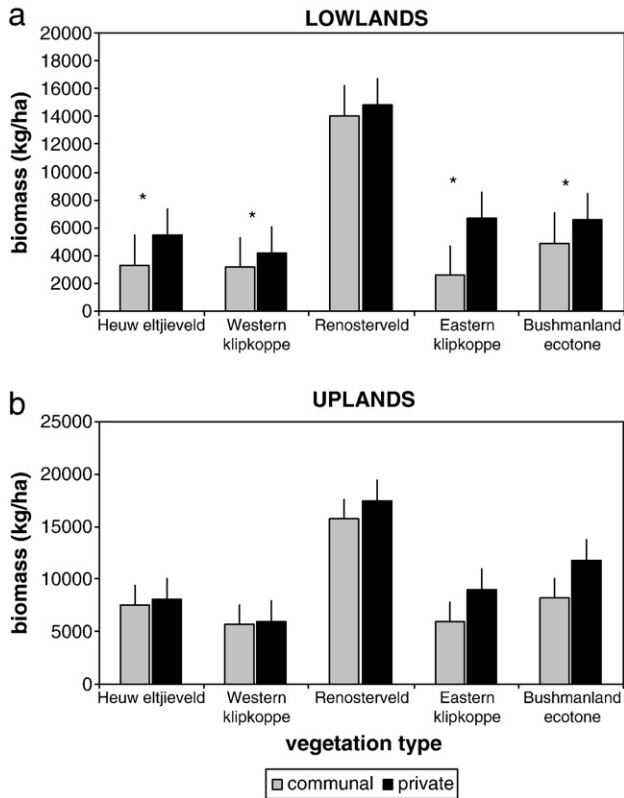 a
LOWLANDS
biomass (kg/ha)
20000
18000
16000
14000
12000
10000
8000
6000
4000
2000
0
*
*
*
*
Heuw eltjieveld
Western
klipkoppe
Renosterveld
Eastern
klipkoppe
Bushmanland
ecotone
b
UPLANDS
biomass (kg/ha)
25000
20000
15000
10000
5000
0
Heuw eltjieveld
Western
klipkoppe
Renosterveld
Eastern
klipkoppe
Bushmanland
ecotone
vegetation type
communal
private